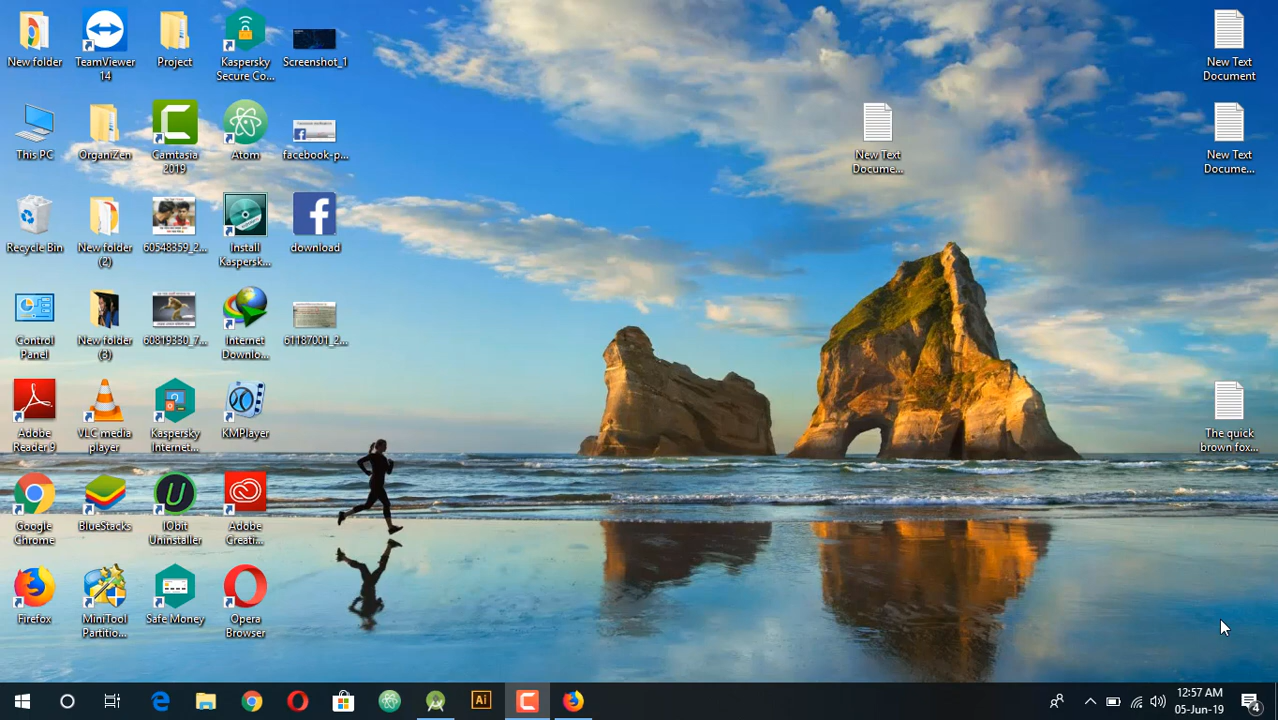 New folder
TeamViewer
14
Project
Kaspersky
Secure Co...
Screenshot_1
This PC
OrganiZen
Camtasia
2019
Atom
facebook-p...
Recycle Bin
New folder
(2)
60548359_2...
Install
Kaspersk...
download
Control
Panel
New folder
(3)
60819330_7...
Internet
Downlo...
61187001_2...
Adobe
Reader 9
VLC media
player
Kaspersky
Internet...
KMPlayer
Google
Chrome
BlueStacks
IObit
Uninstaller
Adobe
Creati...
Firefox
MiniTool
Partitio...
Safe Money
Opera
Browser
New Text
Docume...
New Text
Document
New Text
Docume...
The quick
brown fox...
Ai
12:57 AM
05-Jun-19
4